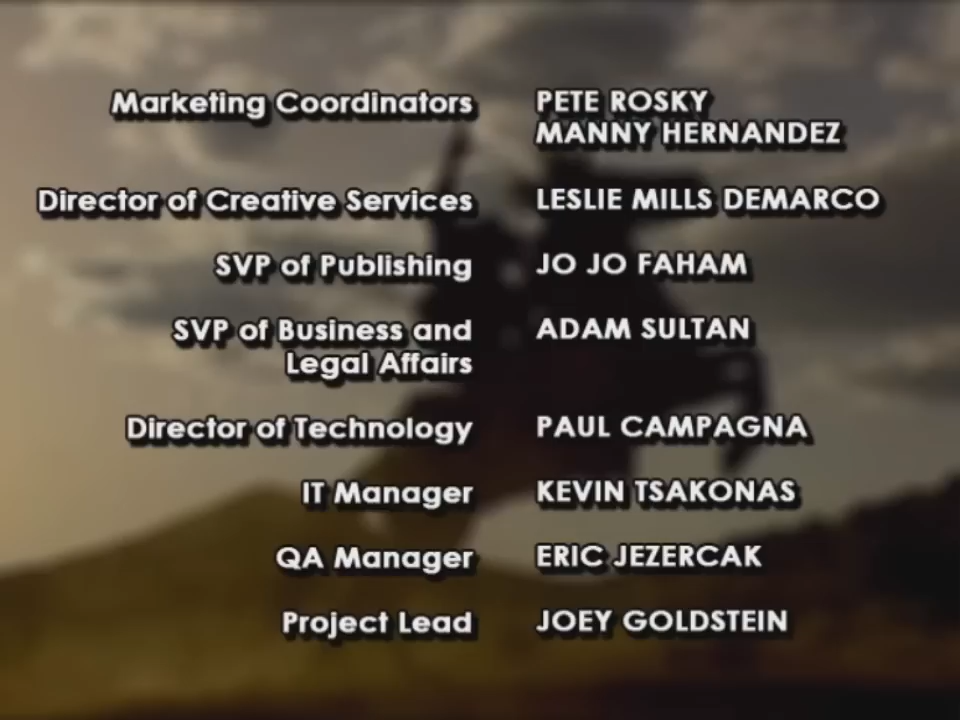 Marketing Coordinators PETE ROSKY
MANNY HERNANDEZ
Director of Creative Services LESLIE MILLS DEMARCO
SVP of Publishing JO JO FAHAM
SVP of Business and ADAM SULTAN
Legal Affairs
Director of Technology PAUL CAMPAGNA
IT Manager KEVIN TSAKONAS
QA Manager ERIC JEZERCAK
Project Lead JOEY GOLDSTEIN